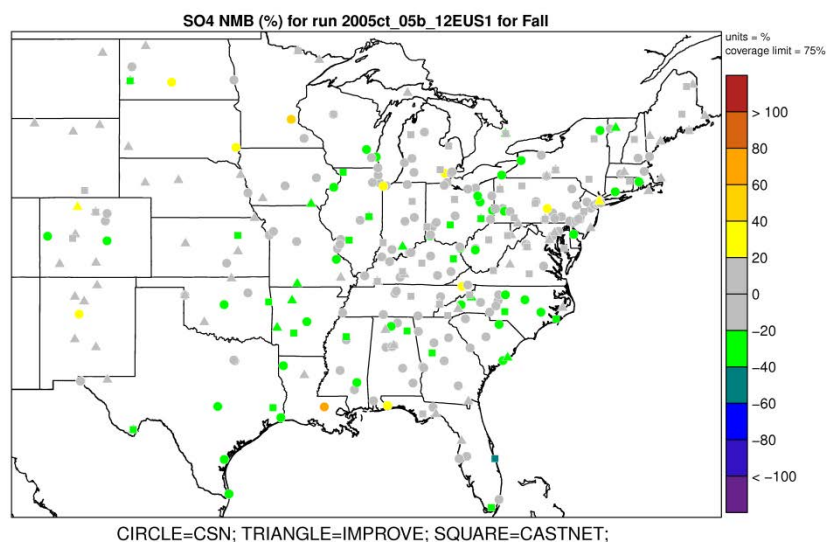 SO4 NMB (%) for run 2005ct_05b_12EUS1 for Fall
units = %
coverage limit = 75%
> 100
80
60
40
20
0
−20
−40
−60
−80
< −100
CIRCLE=CSN; TRIANGLE=IMPROVE; SQUARE=CASTNET;